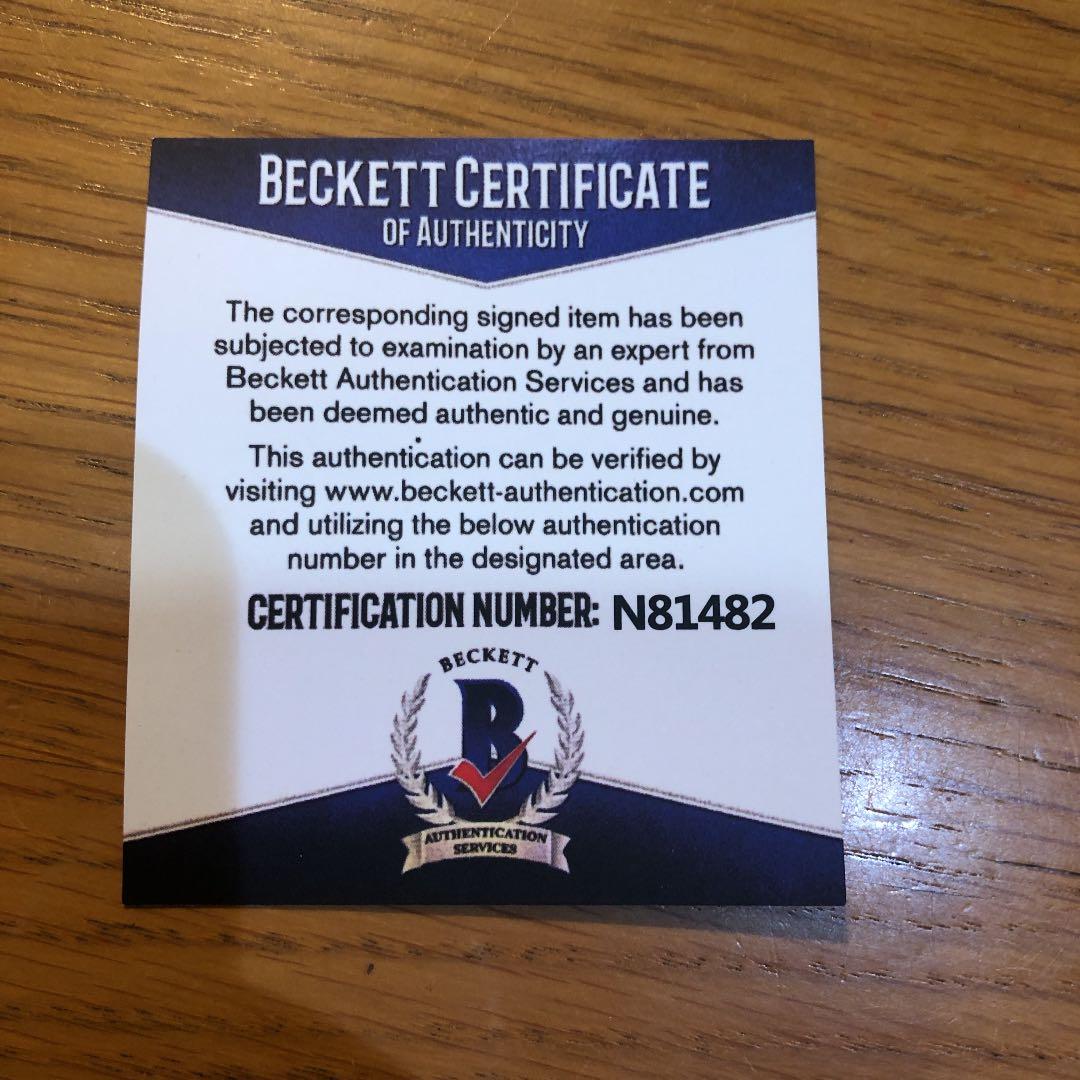 BECKETT CERTIFICATE
OF AUTHENTICITY
The corresponding signed item has been
subjected to examination by an expert from
Beckett Authentication Services and has
been deemed authentic and genuine.
This authentication can be verified by
visiting www.beckett-authentication.com
and utilizing the below authentication
number in the designated area.
CERTIFICATION NUMBER: N81482
BECKETT
B
AUTHENTICATION
SERVICES